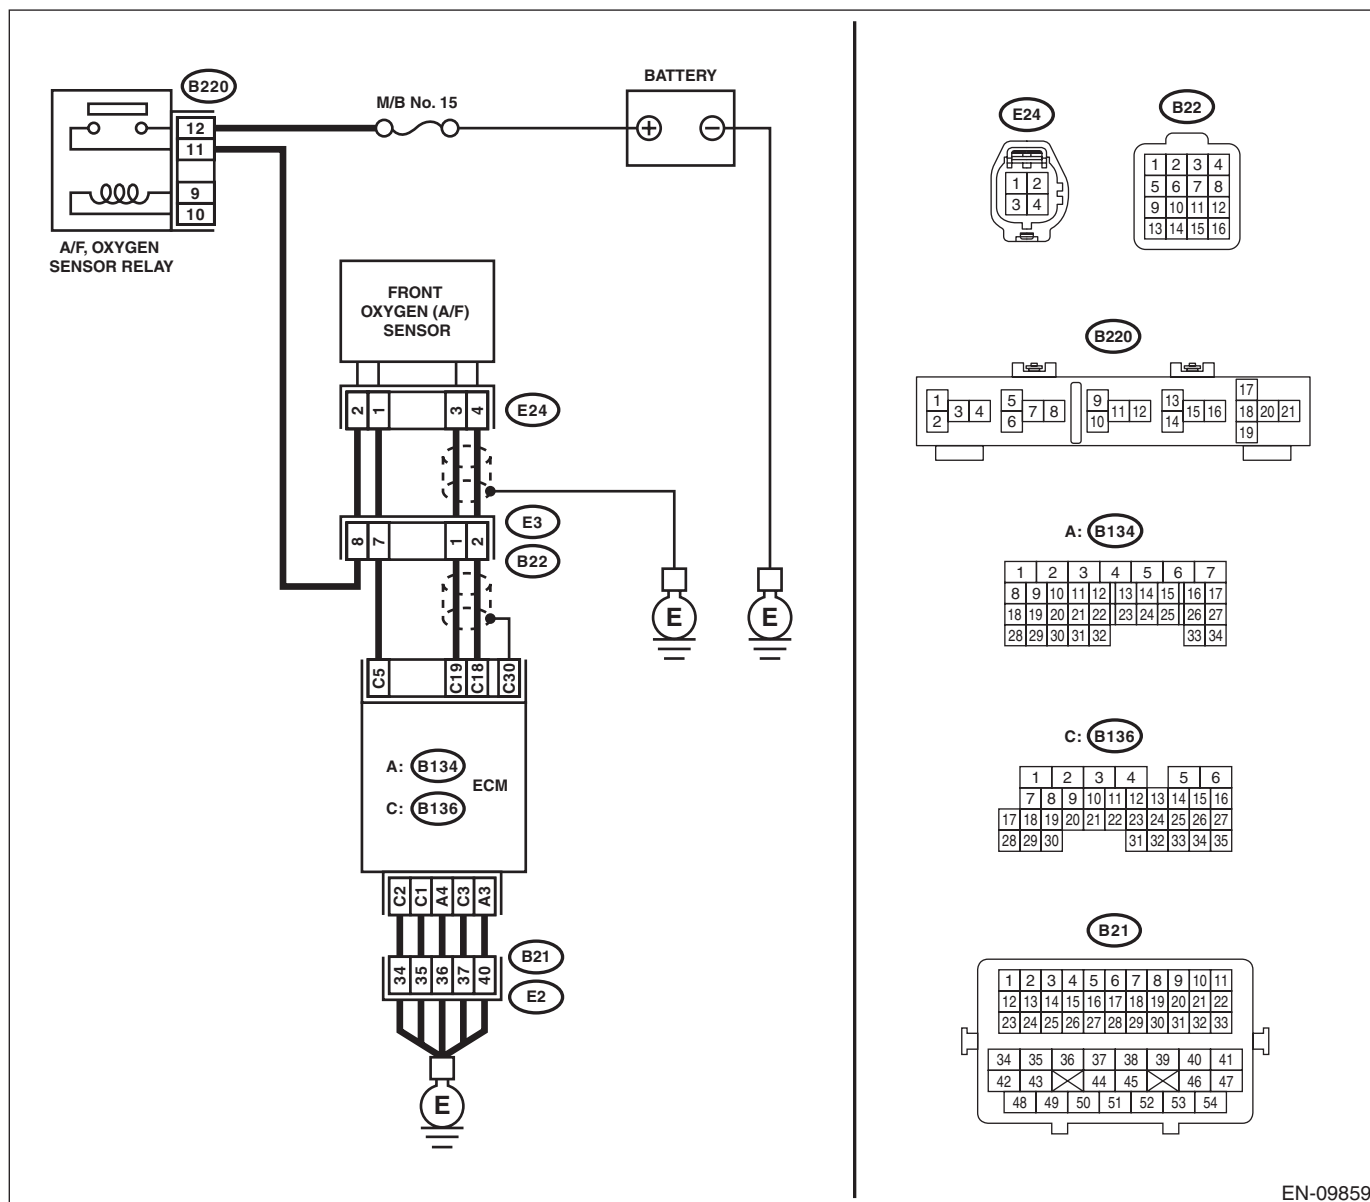 B220
M/B No. 15
BATTERY
12
11
9
10
A/F, OXYGEN
SENSOR RELAY
FRONT
OXYGEN (A/F)
SENSOR
2 1 3 4
E24
E3
8 7 1 2
B22
E
E
C5 C19 C18 C30
A: B134
ECM
C: B136
C2 C1 A4 C3 A3
B21
34 35 36 37 40
E2
E
E24
1 2
3 4
B22
1 2 3 4
5 6 7 8
9 10 11 12
13 14 15 16
B220
1 2 3 4
5 6 7 8
9 10 11 12
13 14 15 16
17 18 19 20 21
A: B134
1 2 3 4 5 6 7
8 9 10 11 12 13 14 15 16 17
18 19 20 21 22 23 24 25 26 27
28 29 30 31 32 33 34
C: B136
1 2 3 4 5 6
7 8 9 10 11 12 13 14 15 16
17 18 19 20 21 22 23 24 25 26 27
28 29 30 31 32 33 34 35
B21
1 2 3 4 5 6 7 8 9 10 11
12 13 14 15 16 17 18 19 20 21 22
23 24 25 26 27 28 29 30 31 32 33
34 35 36 37 38 39 40 41
42 43 44 45 46 47
48 49 50 51 52 53 54
EN-09859